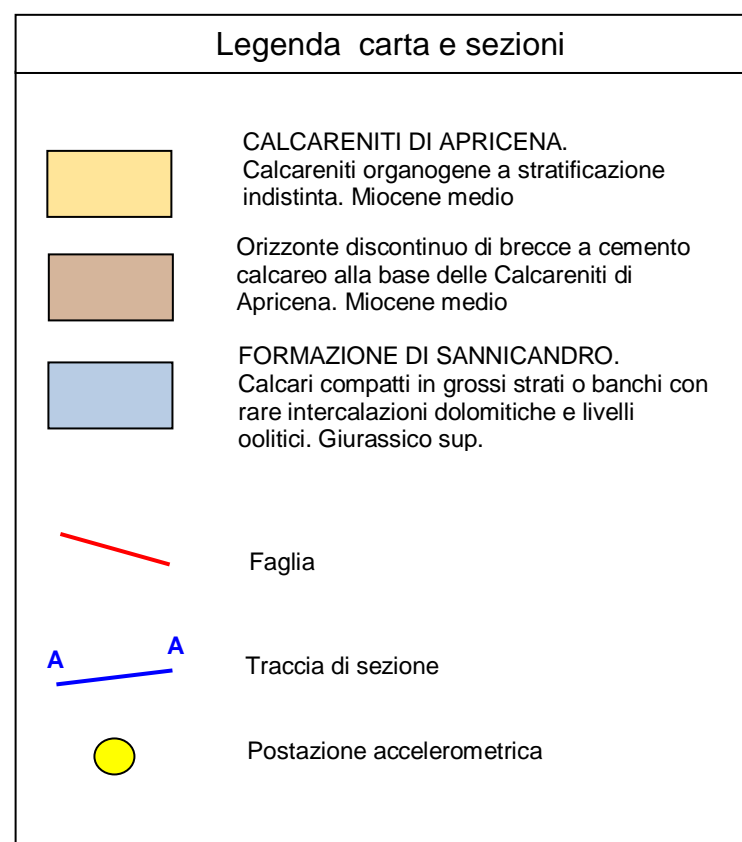 Legenda carta e sezioni
CALCARENITI DI APRICENA.
Calcareniti organogene a stratificazione
indistinta. Miocene medio
Orizzonte discontinuo di brecce a cemento
calcareo alla base delle Calcareniti di
Apricena. Miocene medio
FORMAZIONE DI SANNICANDRO.
Calcari compatti in grossi strati o banchi con
rare intercalazioni dolomitiche e livelli
oolitici. Giurassico sup.
Faglia
A A
Traccia di sezione
Postazione accelerometrica